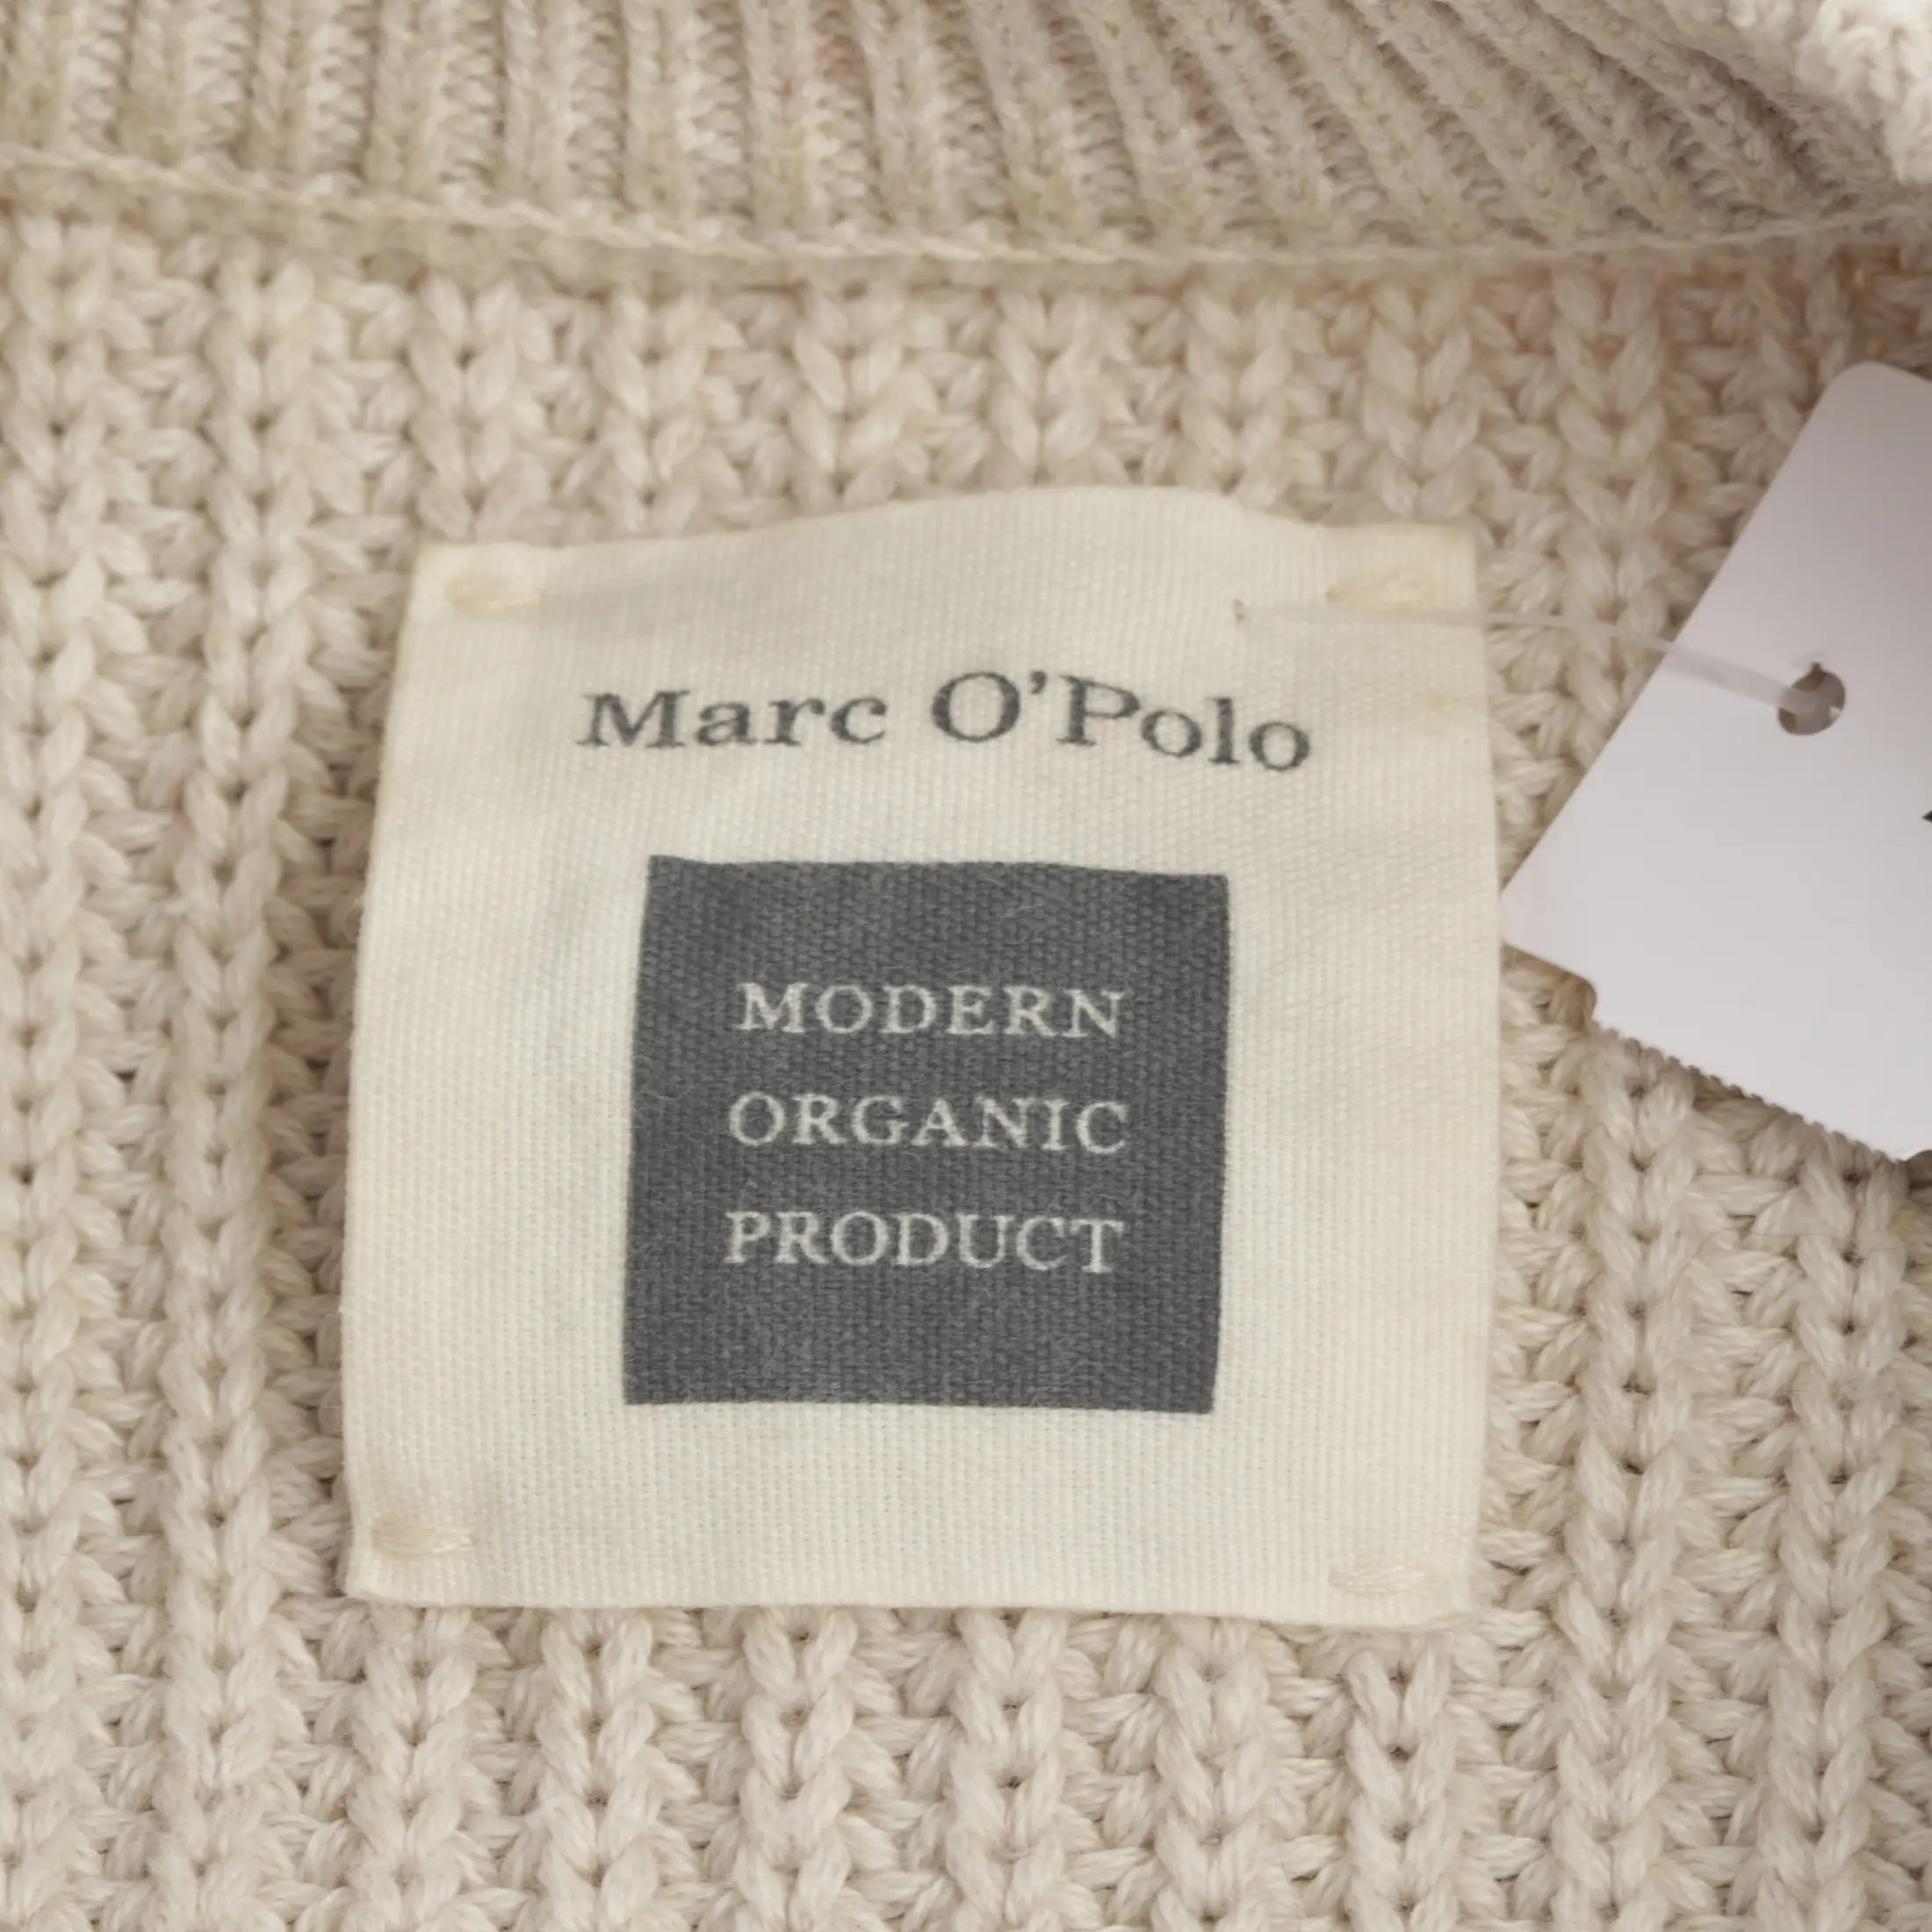 Marc O'Polo
MODERN
ORGANIC
PRODUCT